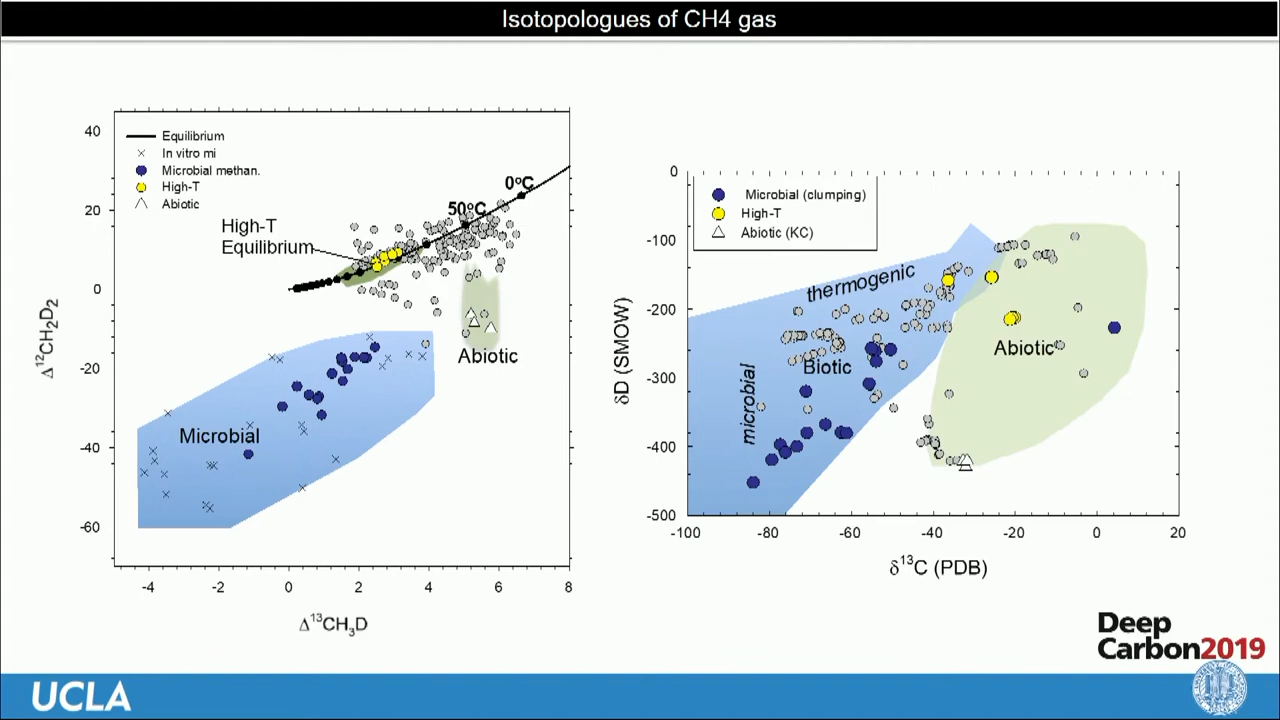 Isotopologues of CH4 gas
Equilibrium
In vitro mi
Microbial methan.
High-T
Abiotic
0°C
50°C
High-T
Equilibrium
Abiotic
Microbial
40
20
0
-20
-40
-60
-4 -2 0 2 4 6 8
Δ¹²CH₂D₂
Δ¹³CH₃D
Microbial (clumping)
High-T
Abiotic (KC)
thermogenic
Biotic
Abiotic
microbial
0
-100
-200
-300
-400
-500
-100 -80 -60 -40 -20 0 20
δD (SMOW)
δ¹³C (PDB)
Deep
Carbon2019
UCLA